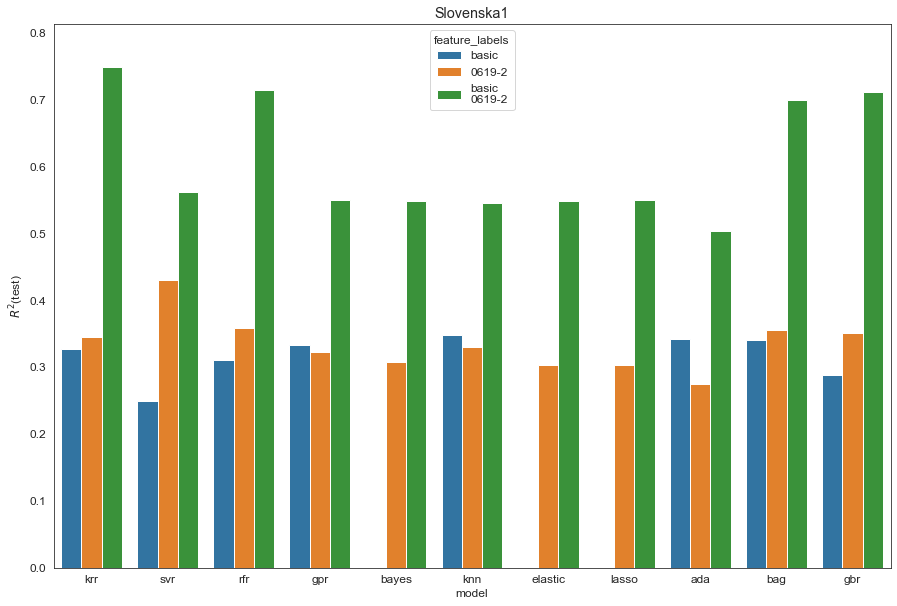 Slovenska1
feature_labels
basic
0619-2
basic
0619-2
0.8
0.7
0.6
0.5
0.4
0.3
0.2
0.1
0.0
R²(test)
krr svr rfr gpr bayes knn elastic lasso ada bag gbr
model